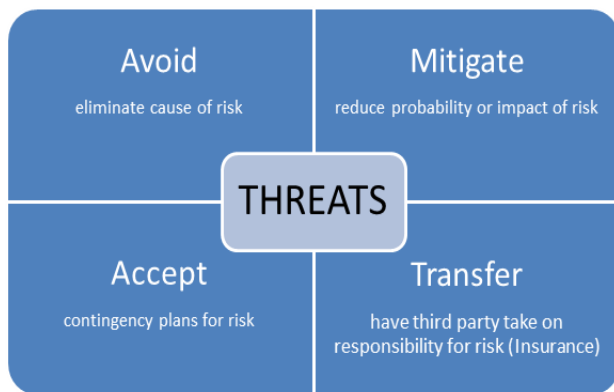 Avoid
eliminate cause of risk
Mitigate
reduce probability or impact of risk
THREATS
Accept
contingency plans for risk
Transfer
have third party take on
responsibility for risk (Insurance)